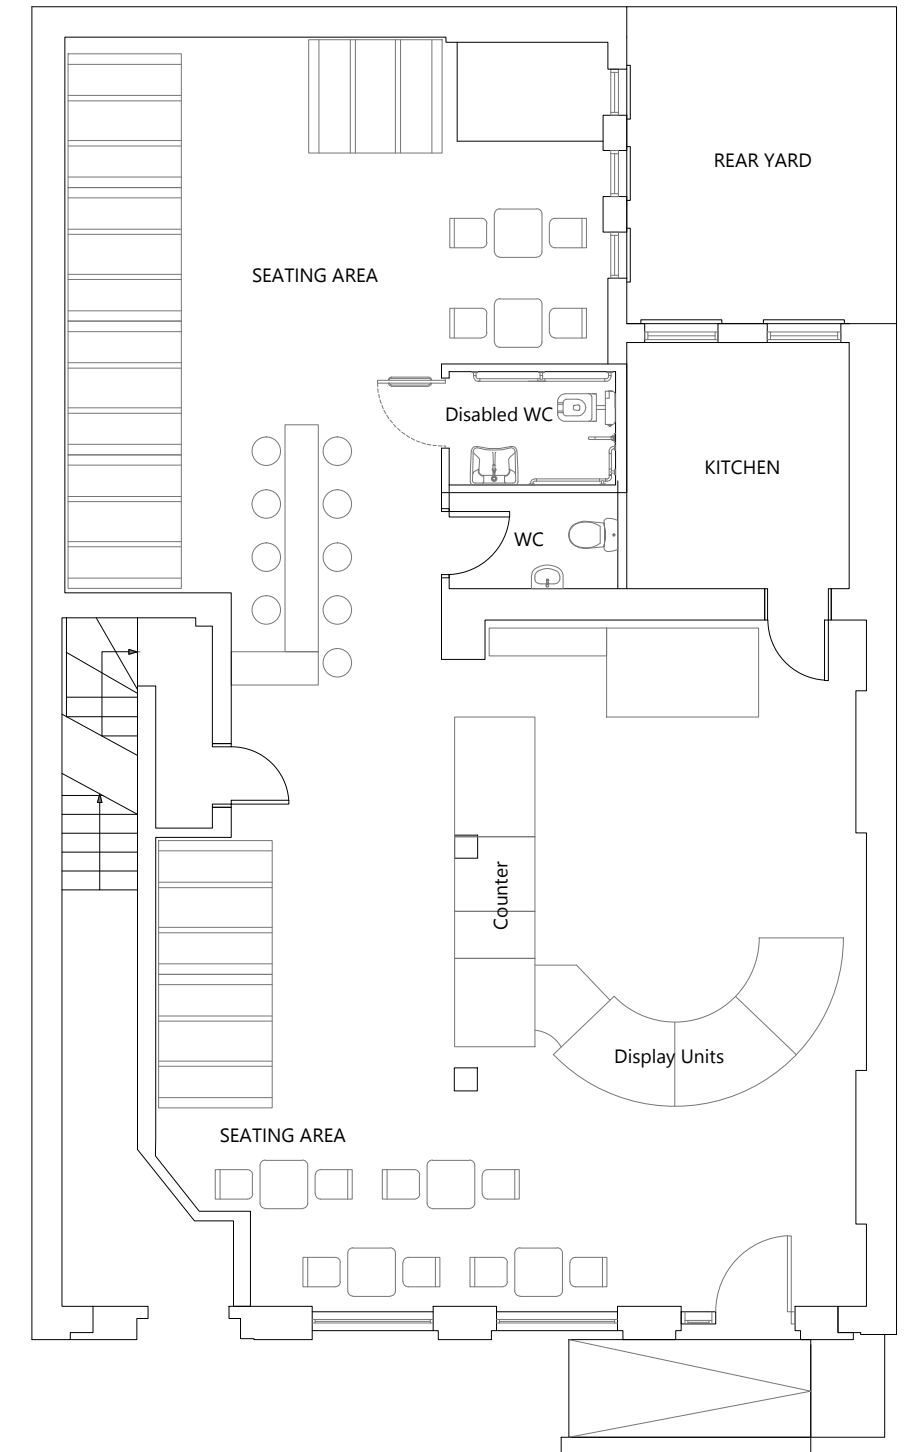 REAR YARD
SEATING AREA
Disabled WC
KITCHEN
WC
Counter
Display Units
SEATING AREA